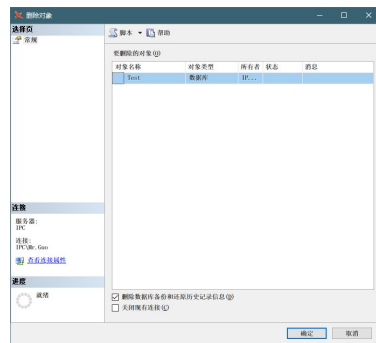 删除对象
选择页
常规
脚本 帮助
要删除的对象(O)
对象名称 对象类型 所有者 状态 消息
Test 数据库 IP...
连接
服务器:
IPC
连接:
IPC\Mr.Guo
查看连接属性
进度
就绪
删除数据库备份和还原历史记录信息(D)
关闭现有连接(C)
确定 取消